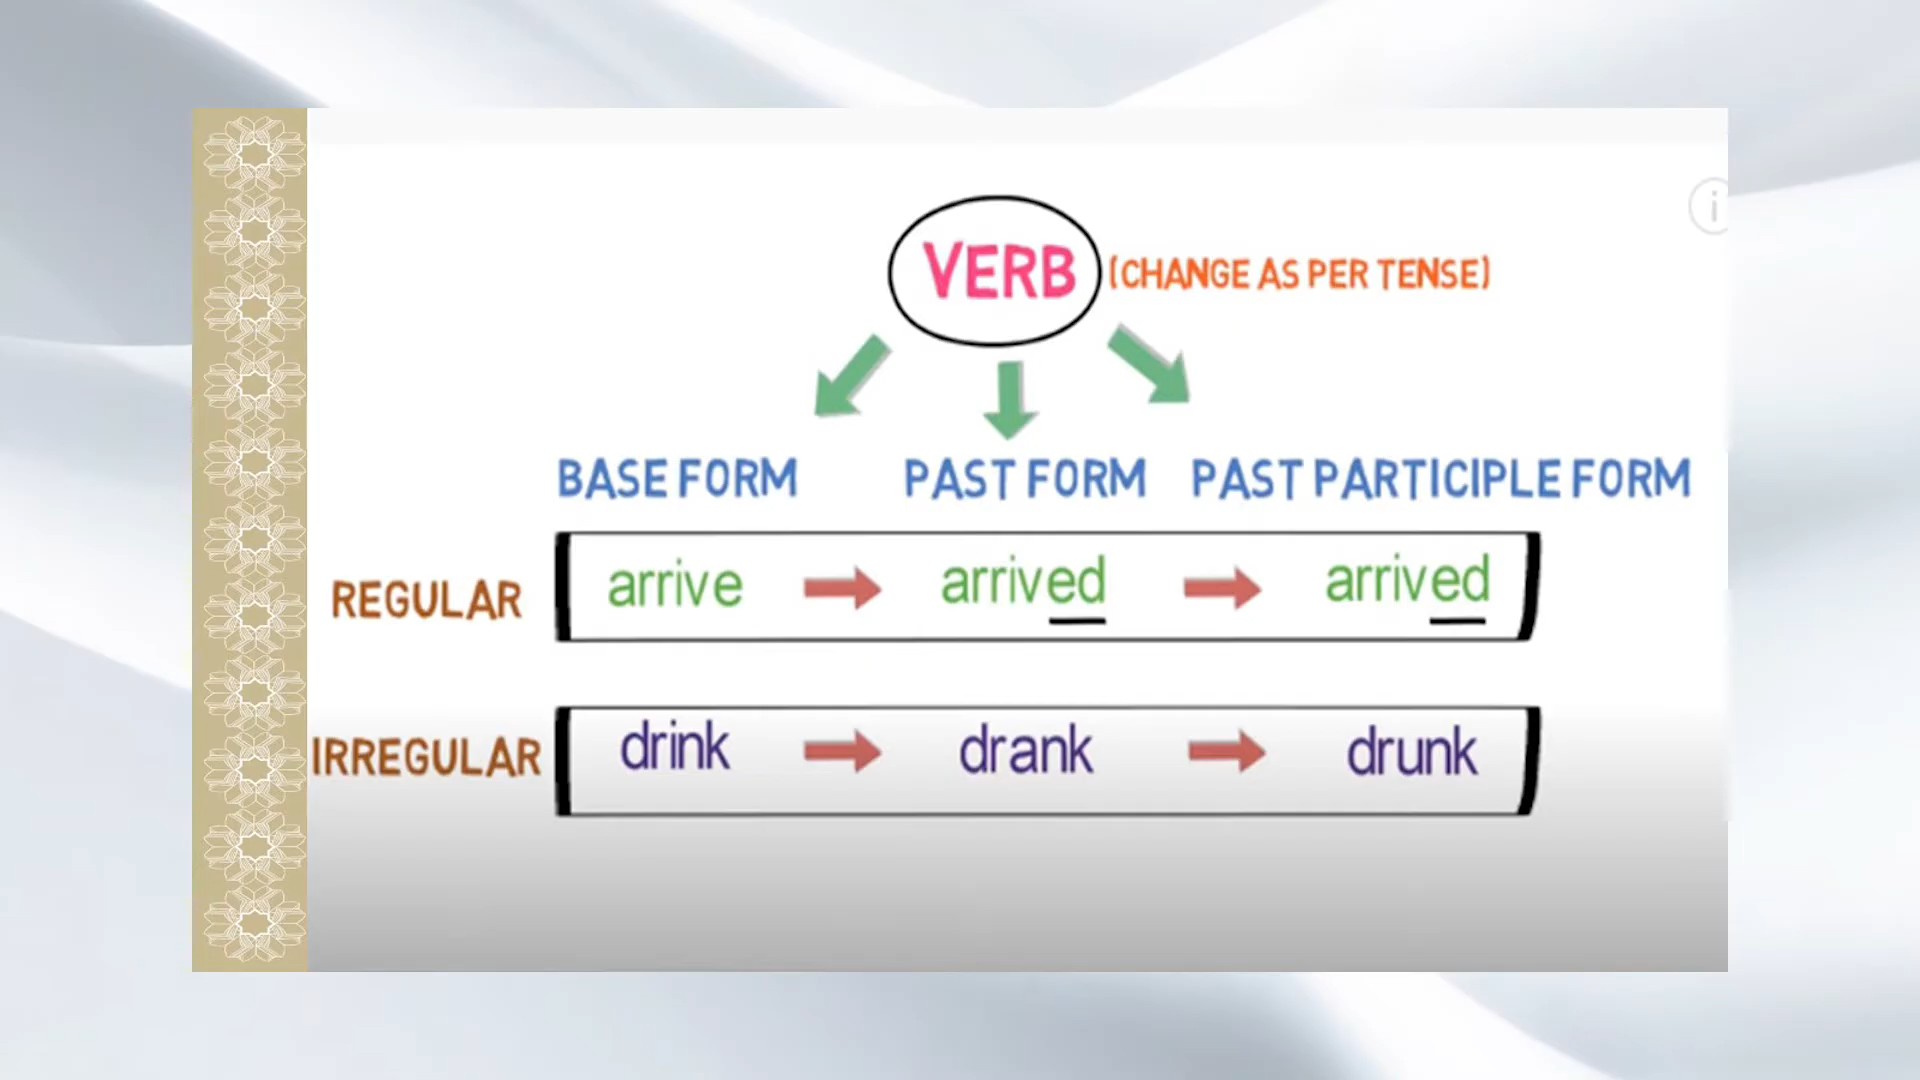 VERB (CHANGE AS PER TENSE)
BASE FORM PAST FORM PAST PARTICIPLE FORM
REGULAR arrive arrived arrived
IRREGULAR drink drank drunk